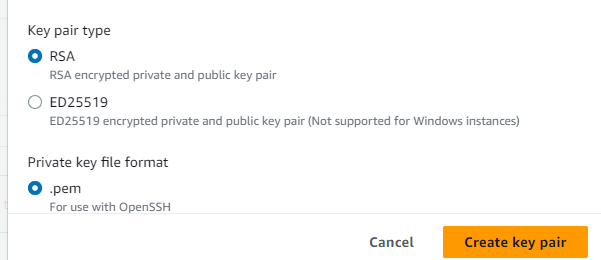 Key pair type
RSA
RSA encrypted private and public key pair
ED25519
ED25519 encrypted private and public key pair (Not supported for Windows instances)
Private key file format
.pem
For use with OpenSSH
Cancel
Create key pair